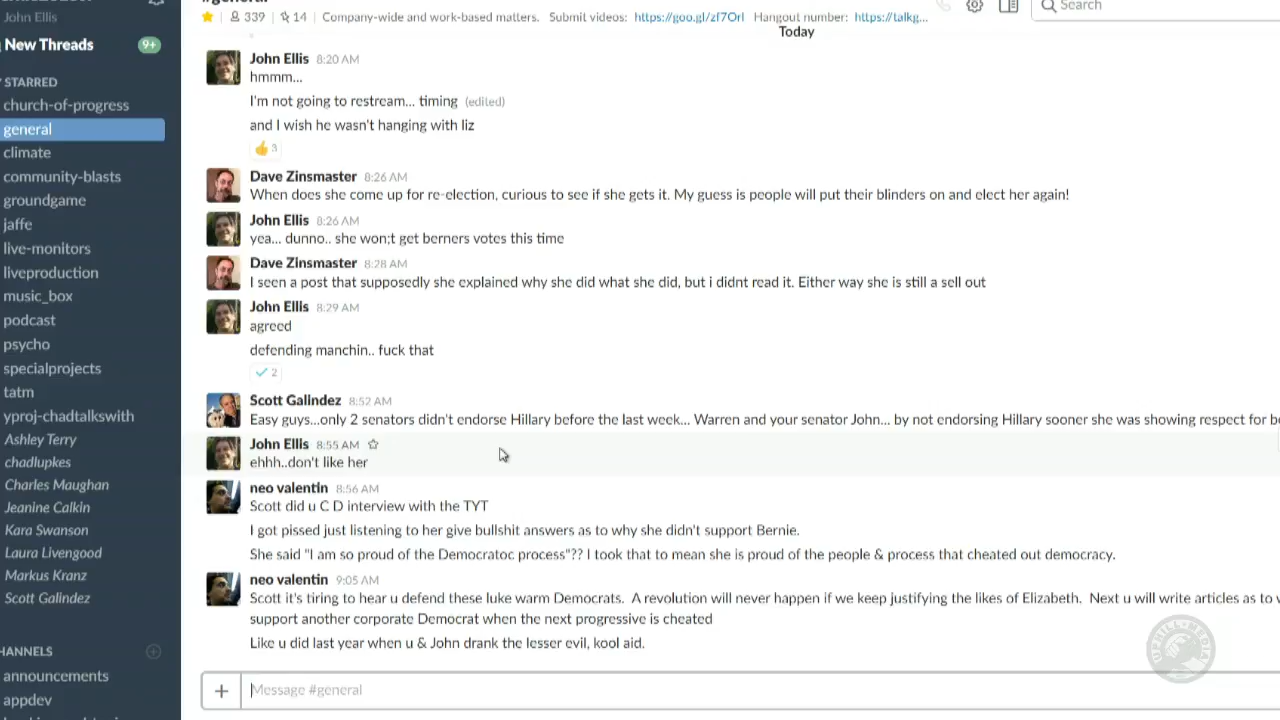 John Ellis
New Threads 9+
STARRED
church-of-progress
general
climate
community-blasts
groundgame
jaffe
live-monitors
liveproduction
music_box
podcast
psycho
specialprojects
tatm
yproj-chadtalkswith
Ashley Terry
chadlupkes
Charles Maughan
Jeanine Calkin
Kara Swanson
Laura Livengood
Markus Kranz
Scott Galindez
HANNELS
announcements
appdev
339 | 14 | Company-wide and work-based matters. Submit videos: https://goo.gl/zf7Orl Hangout number: https://talkg...
Search
Today
John Ellis 8:20 AM
hmmm...
I'm not going to restream... timing (edited)
and I wish he wasn't hanging with liz
3
Dave Zinsmaster 8:26 AM
When does she come up for re-election, curious to see if she gets it. My guess is people will put their blinders on and elect her again!
John Ellis 8:26 AM
yea... dunno.. she won;t get berners votes this time
Dave Zinsmaster 8:28 AM
I seen a post that supposedly she explained why she did what she did, but i didnt read it. Either way she is still a sell out
John Ellis 8:29 AM
agreed
defending manchin.. fuck that
2
Scott Galindez 8:52 AM
Easy guys...only 2 senators didn't endorse Hillary before the last week... Warren and your senator John... by not endorsing Hillary sooner she was showing respect for be
John Ellis 8:55 AM
ehhh..don't like her
neo valentin 8:56 AM
Scott did u C D interview with the TYT
I got pissed just listening to her give bullshit answers as to why she didn't support Bernie.
She said "I am so proud of the Democratoc process"?? I took that to mean she is proud of the people & process that cheated out democracy.
neo valentin 9:05 AM
Scott it's tiring to hear u defend these luke warm Democrats. A revolution will never happen if we keep justifying the likes of Elizabeth. Next u will write articles as to
support another corporate Democrat when the next progressive is cheated
Like u did last year when u & John drank the lesser evil, kool aid.
Message #general
UPHILL MEDIA